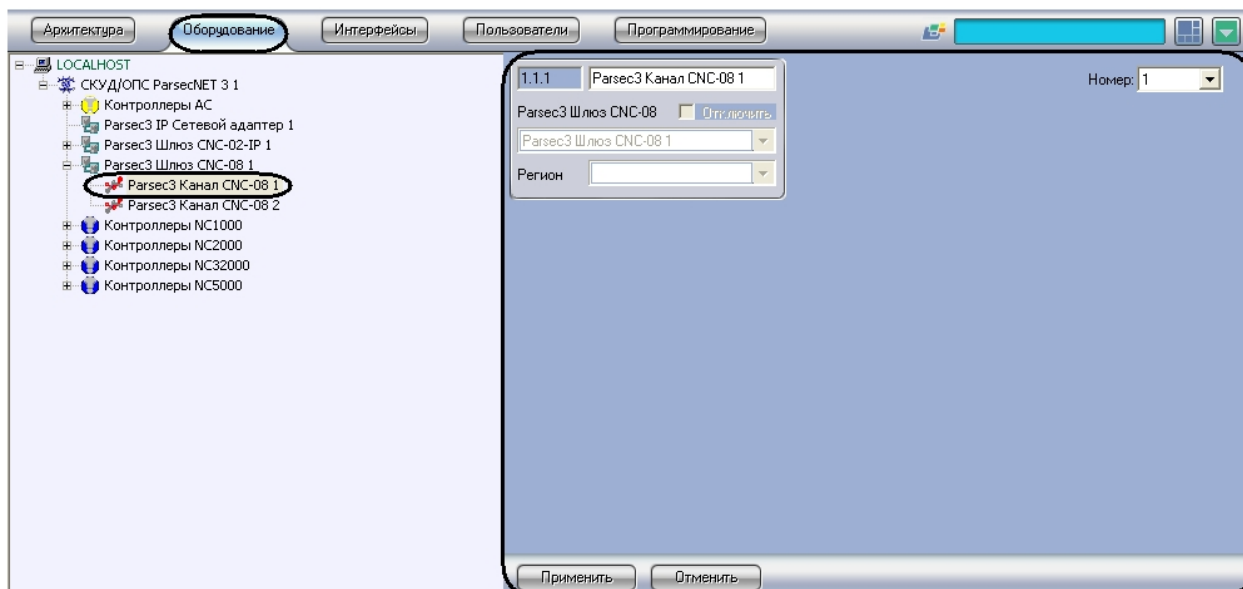 Архитектура
Оборудование
Интерфейсы
Пользователи
Программирование
LOCALHOST
СКУД/ОПС ParsecNET 3 1
Контроллеры AC
Parsec3 IP Сетевой адаптер 1
Parsec3 Шлюз CNC-02-IP 1
Parsec3 Шлюз CNC-08 1
Parsec3 Канал CNC-08 1
Parsec3 Канал CNC-08 2
Контроллеры NC1000
Контроллеры NC2000
Контроллеры NC32000
Контроллеры NC5000
1.1.1
Parsec3 Канал CNC-08 1
Номер: 1
Parsec3 Шлюз CNC-08
Отключить
Parsec3 Шлюз CNC-08 1
Регион
Применить
Отменить